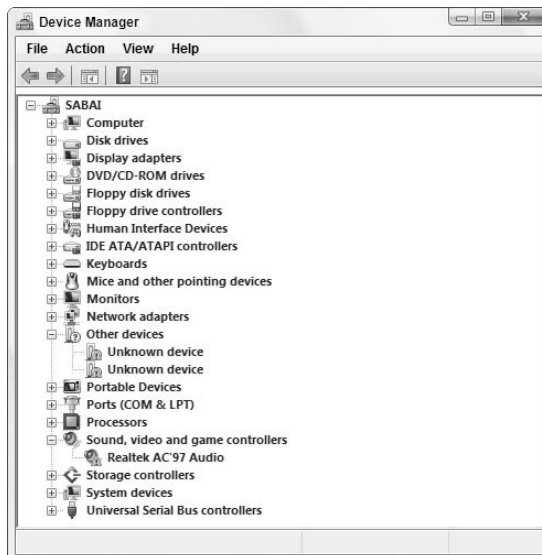 Device Manager
File Action View Help
SABAI
Computer
Disk drives
Display adapters
DVD/CD-ROM drives
Floppy disk drives
Floppy drive controllers
Human Interface Devices
IDE ATA/ATAPI controllers
Keyboards
Mice and other pointing devices
Monitors
Network adapters
Other devices
Unknown device
Unknown device
Portable Devices
Ports (COM & LPT)
Processors
Sound, video and game controllers
Realtek AC'97 Audio
Storage controllers
System devices
Universal Serial Bus controllers